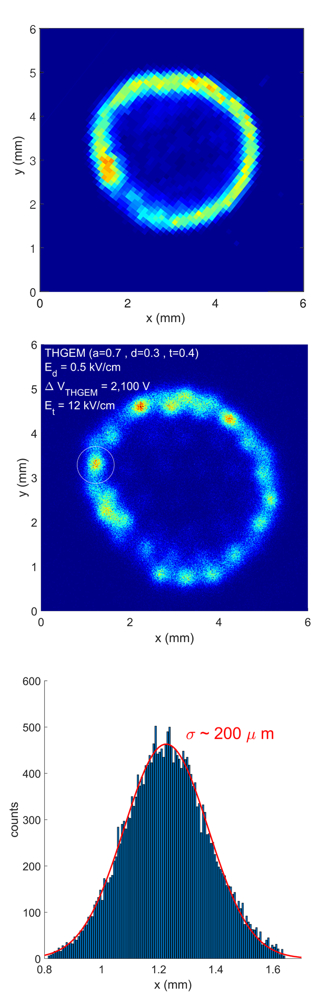 6
5
4
3
2
1
0
y (mm)
0 2 4 6
x (mm)
6
5
4
3
2
1
0
y (mm)
THGEM (a=0.7 , d=0.3 , t=0.4)
E_d = 0.5 kV/cm
Δ V_THGEM = 2,100 V
E_t = 12 kV/cm
0 2 4 6
x (mm)
600
500
400
300
200
100
0
counts
σ ~ 200 μ m
0.8 1 1.2 1.4 1.6
x (mm)